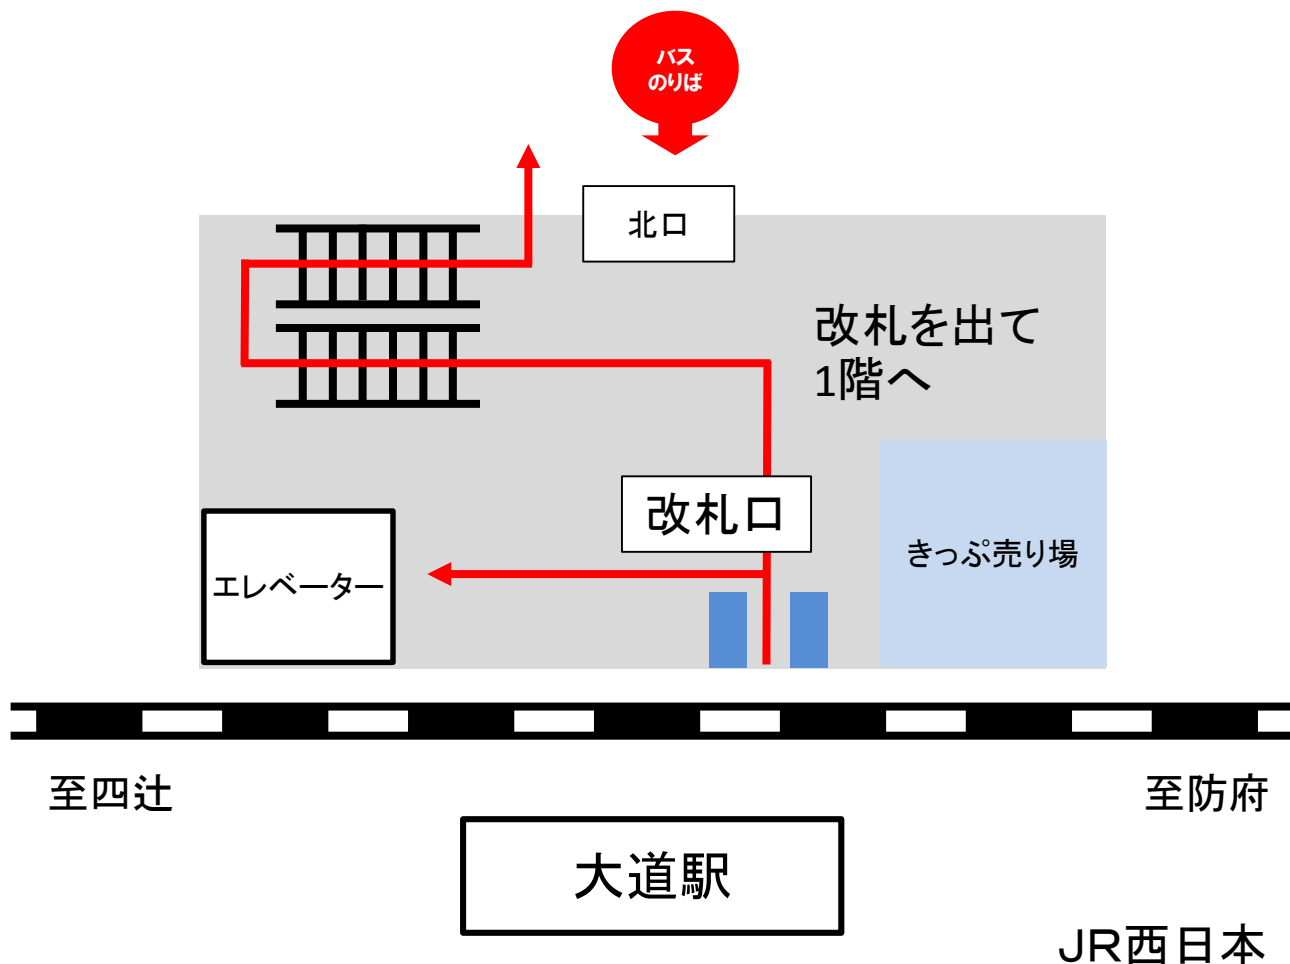 バス
のりば
北口
改札を出て
1階へ
改札口
きっぷ売り場
エレベーター
至四辻
至防府
大道駅
JR西日本